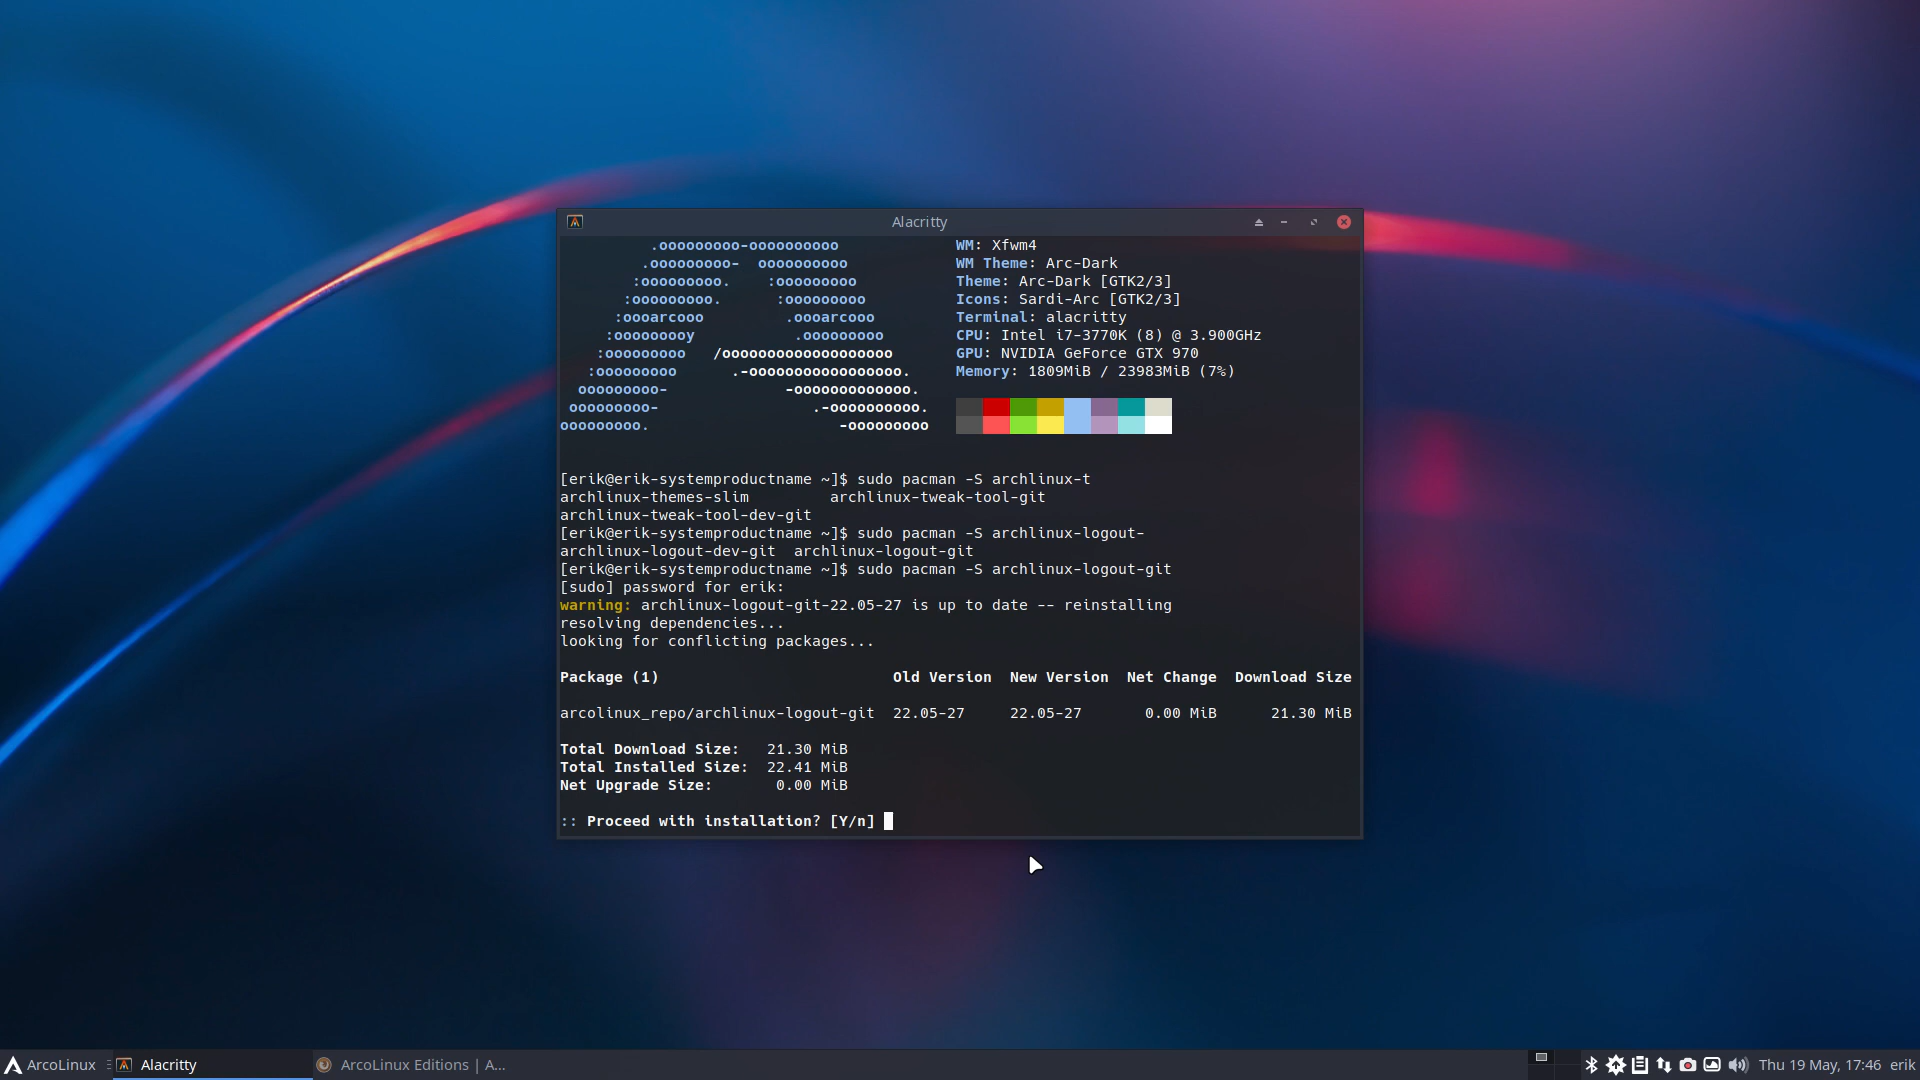 Alacritty
.ooooooooo-oooooooooo WM: Xfwm4
.ooooooooo- oooooooooo WM Theme: Arc-Dark
:ooooooooo. :ooooooooo Theme: Arc-Dark [GTK2/3]
:ooooooooo. :ooooooooo Icons: Sardi-Arc [GTK2/3]
:oooarcooo .oooarcooo Terminal: alacritty
:ooooooooy .ooooooooo CPU: Intel i7-3770K (8) @ 3.900GHz
:ooooooooo /ooooooooooooooooooo GPU: NVIDIA GeForce GTX 970
:ooooooooo .-ooooooooooooooooo. Memory: 1809MiB / 23983MiB (7%)
ooooooooo- -ooooooooooooo.
ooooooooo- .-oooooooooo.
ooooooooo. -ooooooooo
[erik@erik-systemproductname ~]$ sudo pacman -S archlinux-t
archlinux-themes-slim archlinux-tweak-tool-git
archlinux-tweak-tool-dev-git
[erik@erik-systemproductname ~]$ sudo pacman -S archlinux-logout-
archlinux-logout-dev-git archlinux-logout-git
[erik@erik-systemproductname ~]$ sudo pacman -S archlinux-logout-git
[sudo] password for erik:
warning: archlinux-logout-git-22.05-27 is up to date -- reinstalling
resolving dependencies...
looking for conflicting packages...
Package (1) Old Version New Version Net Change Download Size
arcolinux_repo/archlinux-logout-git 22.05-27 22.05-27 0.00 MiB 21.30 MiB
Total Download Size: 21.30 MiB
Total Installed Size: 22.41 MiB
Net Upgrade Size: 0.00 MiB
:: Proceed with installation? [Y/n]
ArcoLinux Alacritty ArcoLinux Editions | A... Thu 19 May, 17:46 erik